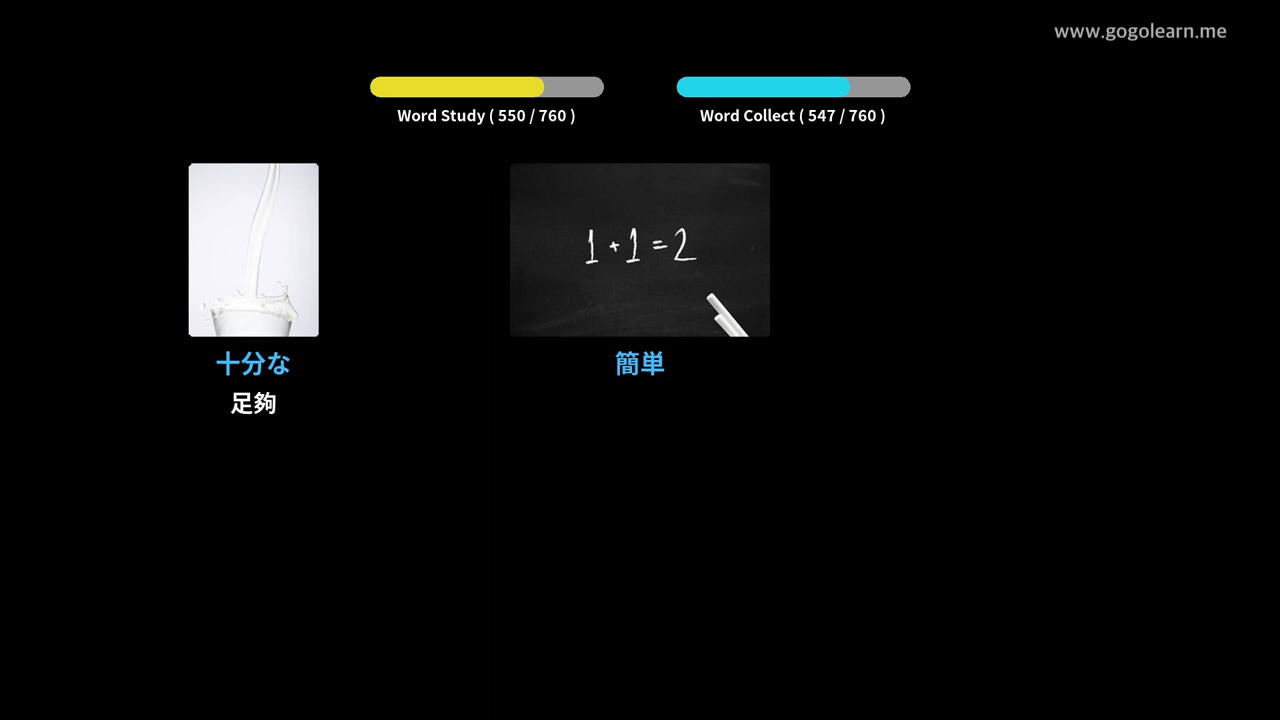 www.gogolearn.me
Word Study ( 550 / 760 )
Word Collect ( 547 / 760 )
1 + 1 = 2
十分な
簡単
足夠